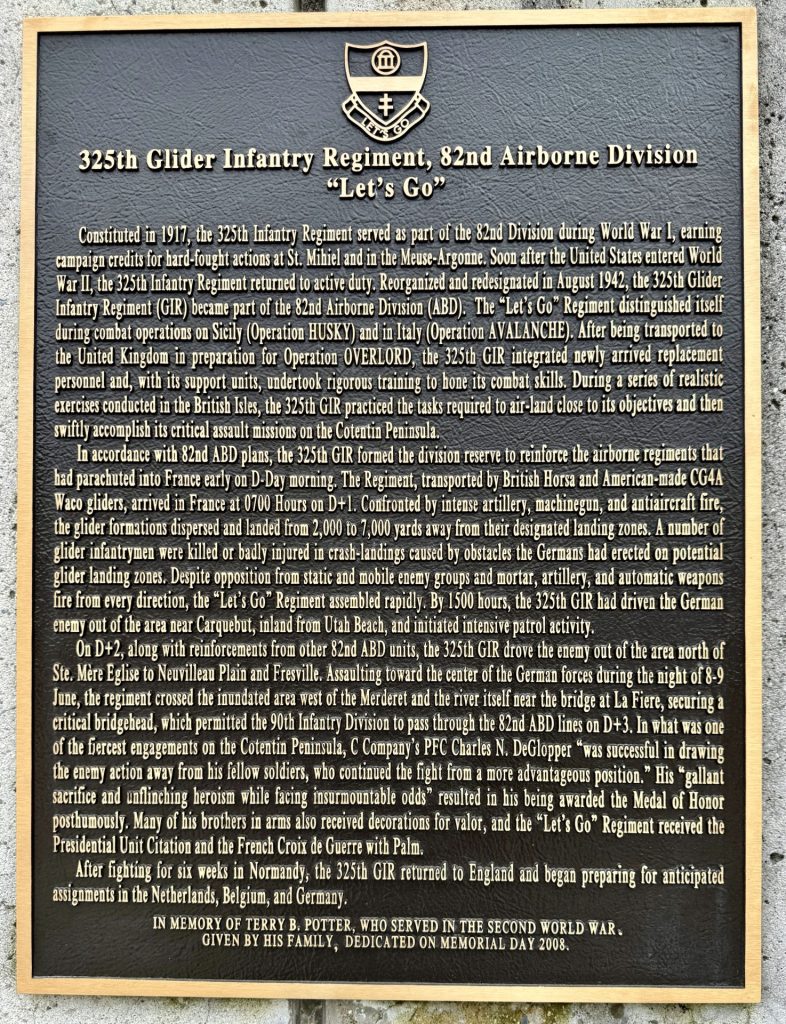 LET'S GO
325th Glider Infantry Regiment, 82nd Airborne Division
“Let's Go”
Constituted in 1917, the 325th Infantry Regiment served as part of the 82nd Division during World War I, earning
campaign credits for hard-fought actions at St. Mihiel and in the Meuse-Argonne. Soon after the United States entered World
War II, the 325th Infantry Regiment returned to active duty. Reorganized and redesignated in August 1942, the 325th Glider
Infantry Regiment (GIR) became part of the 82nd Airborne Division (ABD). The “Let's Go” Regiment distinguished itself
during combat operations on Sicily (Operation HUSKY) and in Italy (Operation AVALANCHE). After being transported to
the United Kingdom in preparation for Operation OVERLORD, the 325th GIR integrated newly arrived replacement
personnel and, with its support units, undertook rigorous training to hone its combat skills. During a series of realistic
exercises conducted in the British Isles, the 325th GIR practiced the tasks required to air-land close to its objectives and then
swiftly accomplish its critical assault missions on the Cotentin Peninsula.
In accordance with 82nd ABD plans, the 325th GIR formed the division reserve to reinforce the airborne regiments that
had parachuted into France early on D-Day morning. The Regiment, transported by British Horsa and American-made CG4A
Waco gliders, arrived in France at 0700 Hours on D+1. Confronted by intense artillery, machinegun, and antiaircraft fire,
the glider formations dispersed and landed from 2,000 to 7,000 yards away from their designated landing zones. A number of
glider infantrymen were killed or badly injured in crash-landings caused by obstacles the Germans had erected on potential
glider landing zones. Despite opposition from static and mobile enemy groups and mortar, artillery, and automatic weapons
fire from every direction, the “Let's Go” Regiment assembled rapidly. By 1500 hours, the 325th GIR had driven the German
enemy out of the area near Carquebut, inland from Utah Beach, and initiated intensive patrol activity.
On D+2, along with reinforcements from other 82nd ABD units, the 325th GIR drove the enemy out of the area north of
Ste. Mère Eglise to Neuvilleau Plain and Fresville. Assaulting toward the center of the German forces during the night of 8-9
June, the regiment crossed the inundated area west of the Merderet and the river itself near the bridge at La Fiere, securing a
critical bridgehead, which permitted the 90th Infantry Division to pass through the 82nd ABD lines on D+3. In what was one
of the fiercest engagements on the Cotentin Peninsula, C Company's PFC Charles N. DeGlopper “was successful in drawing
the enemy action away from his fellow soldiers, who continued the fight from a more advantageous position.” His “gallant
sacrifice and unflinching heroism while facing insurmountable odds” resulted in his being awarded the Medal of Honor
posthumously. Many of his brothers in arms also received decorations for valor, and the “Let's Go” Regiment received the
Presidential Unit Citation and the French Croix de Guerre with Palm.
After fighting for six weeks in Normandy, the 325th GIR returned to England and began preparing for anticipated
assignments in the Netherlands, Belgium, and Germany.
IN MEMORY OF TERRY B. POTTER, WHO SERVED IN THE SECOND WORLD WAR.
GIVEN BY HIS FAMILY, DEDICATED ON MEMORIAL DAY 2008.